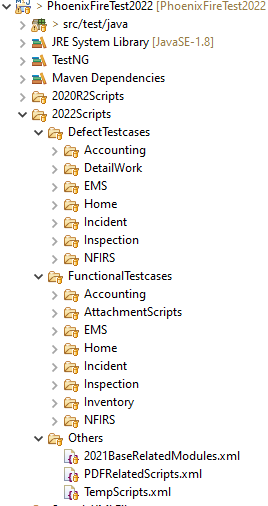 > PhoenixFireTest2022 [PhoenixFireTest2022
> src/test/java
JRE System Library [JavaSE-1.8]
TestNG
Maven Dependencies
2020R2Scripts
2022Scripts
DefectTestcases
Accounting
DetailWork
EMS
Home
Incident
Inspection
NFIRS
FunctionalTestcases
Accounting
AttachmentScripts
EMS
Home
Incident
Inspection
Inventory
NFIRS
Others
2021BaseRelatedModules.xml
PDFRelatedScripts.xml
TempScripts.xml